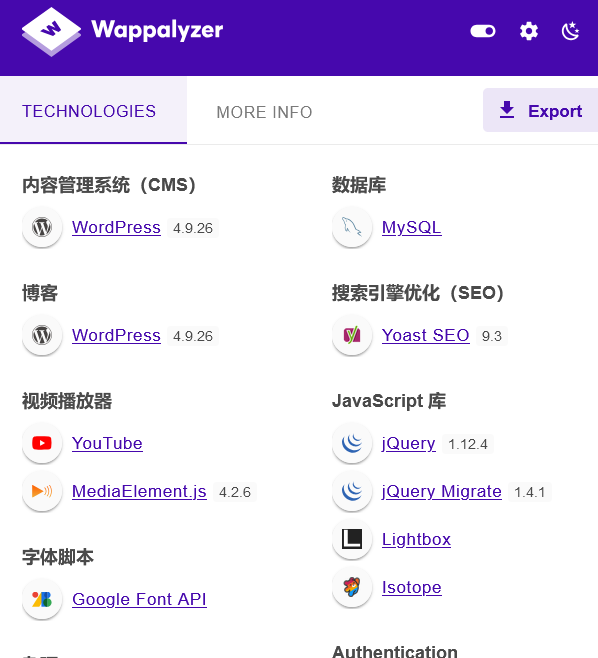 Wappalyzer
TECHNOLOGIES
MORE INFO
Export
内容管理系统（CMS）
WordPress 4.9.26
博客
WordPress 4.9.26
视频播放器
YouTube
MediaElement.js 4.2.6
字体脚本
Google Font API
数据库
MySQL
搜索引擎优化（SEO）
Yoast SEO 9.3
JavaScript 库
jQuery 1.12.4
jQuery Migrate 1.4.1
Lightbox
Isotope
Authentication